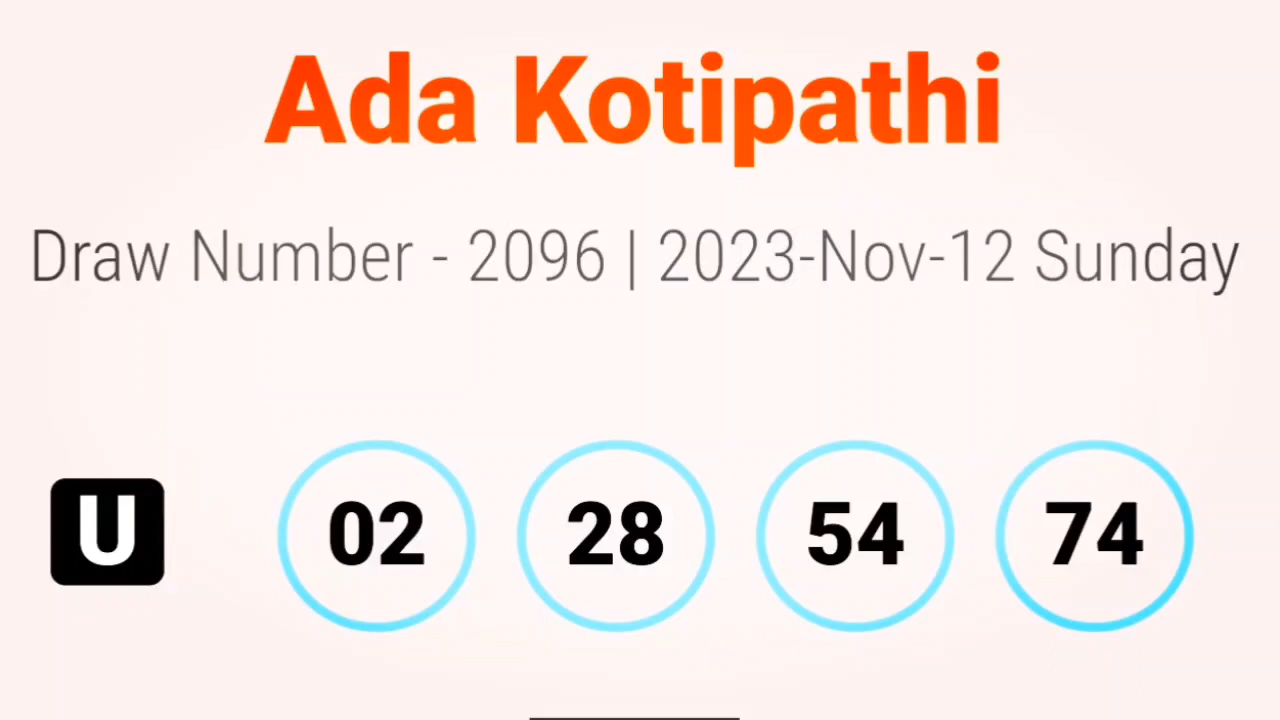 Ada Kotipathi
Draw Number - 2096 | 2023-Nov-12 Sunday
U 02 28 54 74